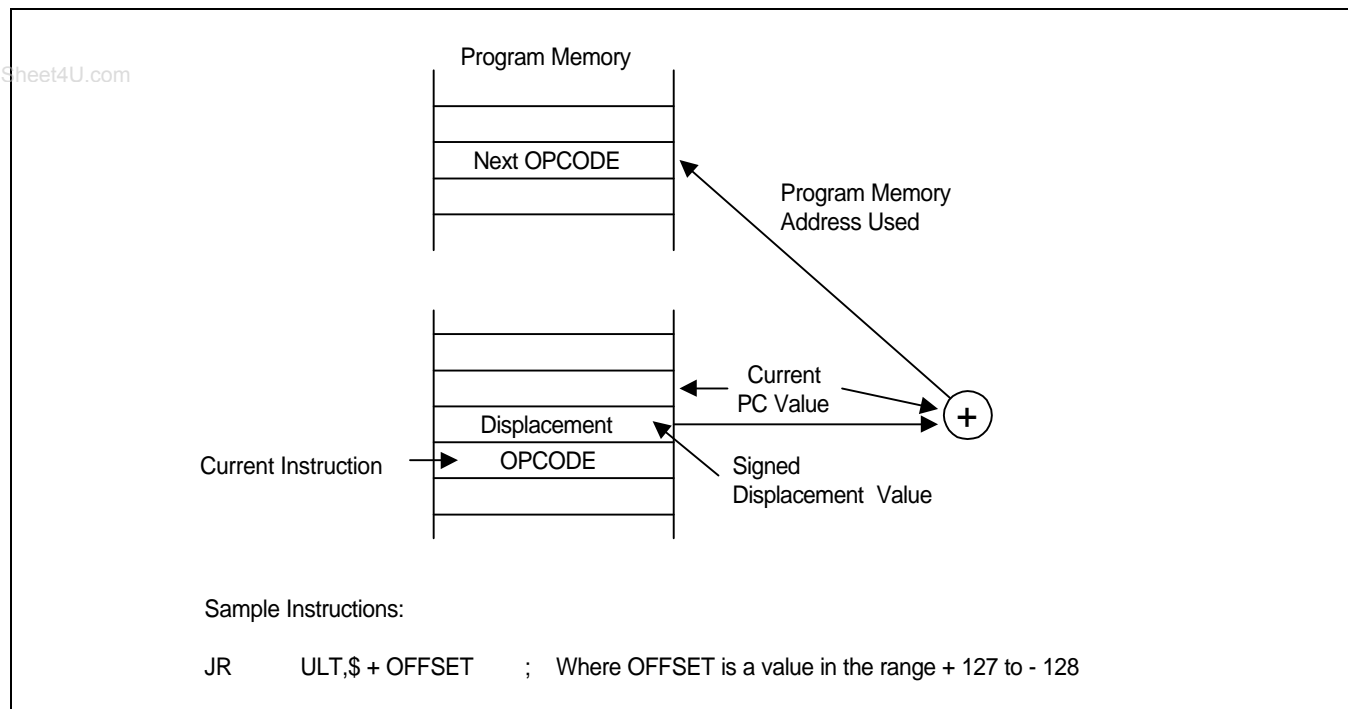 Sheet4U.com
Program Memory
Next OPCODE
Program Memory
Address Used
Current
PC Value
Displacement
OPCODE
Current Instruction
Signed
Displacement Value
+
Sample Instructions:
JR ULT,$ + OFFSET ; Where OFFSET is a value in the range + 127 to - 128